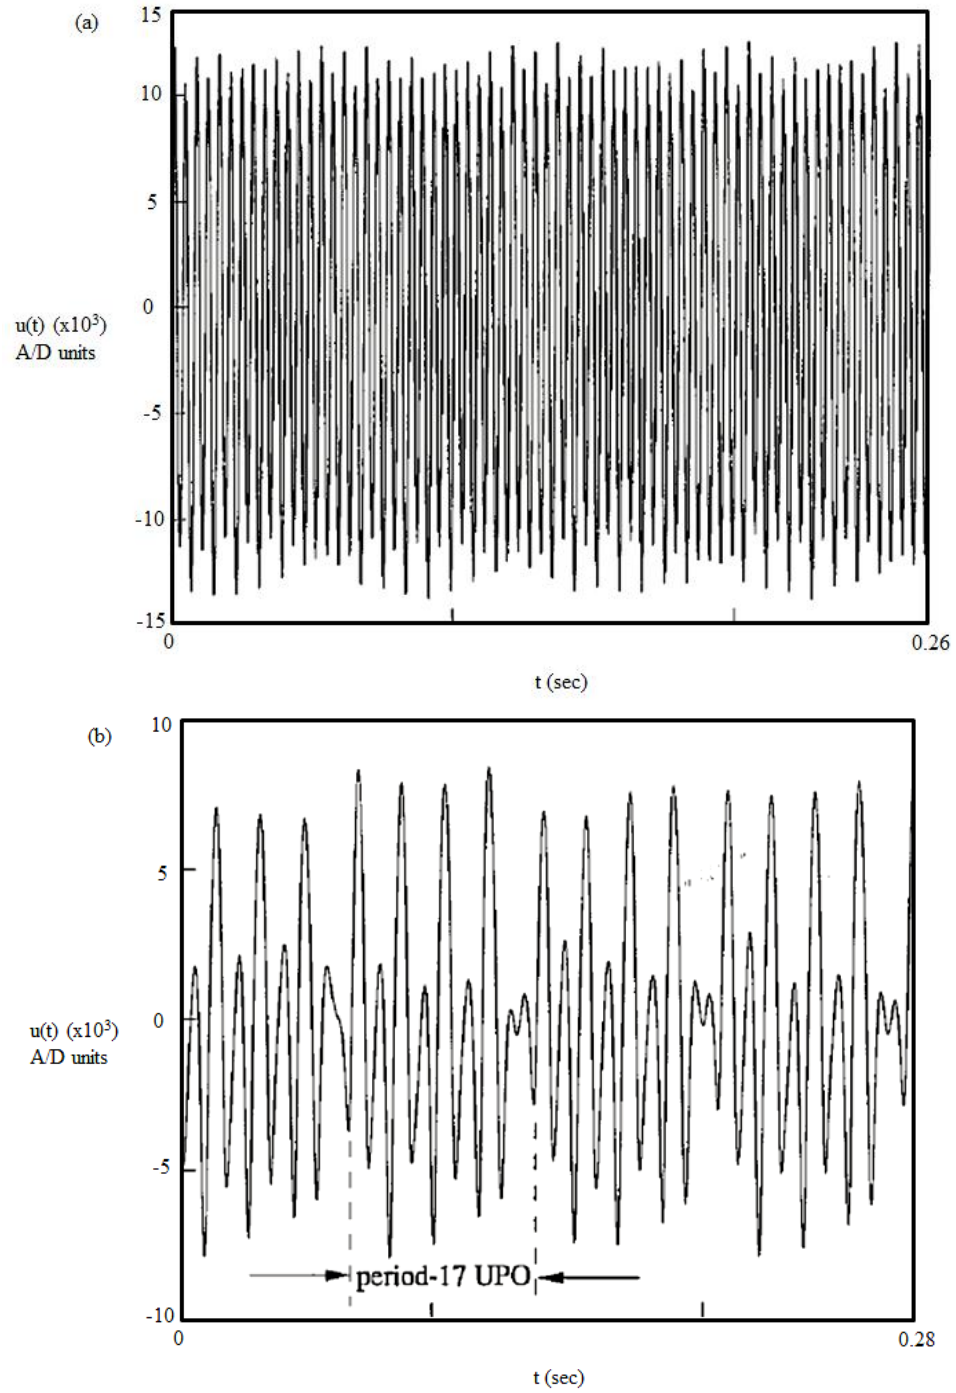 (a)
15
10
5
0
u(t) (x10³)
A/D units
-5
-10
-15
0
0.26
t (sec)
(b)
10
5
0
u(t) (x10³)
A/D units
-5
period-17 UPO
-10
0
0.28
t (sec)